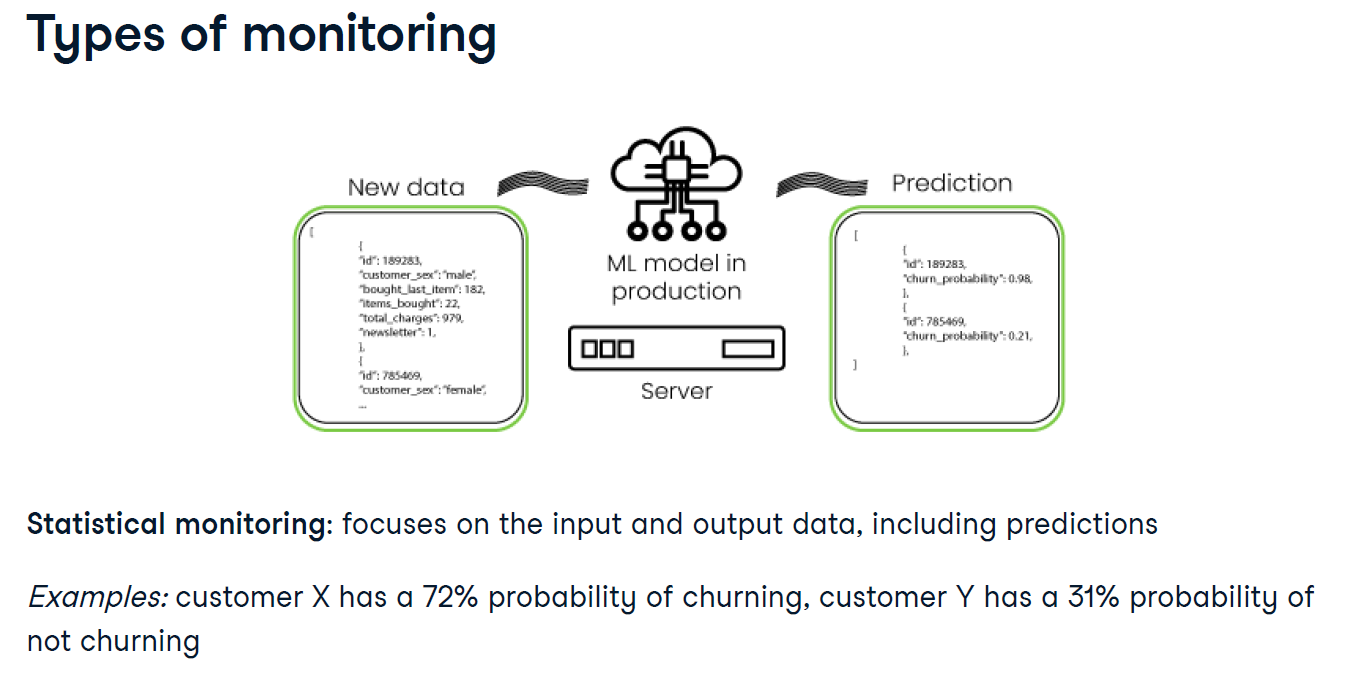 Types of monitoring
New data
[
{
"id": 189283,
"customer_sex": "male",
"bought_last_item": 182,
"items_bought": 22,
"total_charges": 979,
"newsletter": 1,
},
{
"id": 785469,
"customer_sex": "female",
...
ML model in
production
Server
Prediction
[
{
"id": 189283,
"churn_probability": 0.98,
},
{
"id": 785469,
"churn_probability": 0.21,
},
]
Statistical monitoring: focuses on the input and output data, including predictions
Examples: customer X has a 72% probability of churning, customer Y has a 31% probability of
not churning